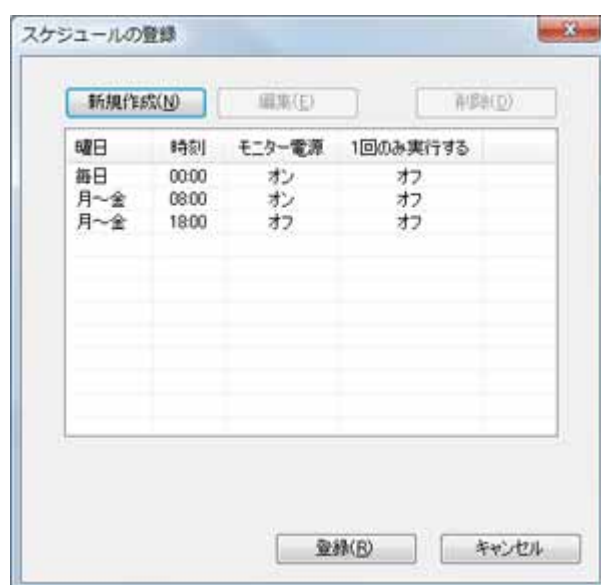 スケジュールの登録
新規作成(N) 編集(E) 削除(D)
曜日 時刻 モニター電源 1回のみ実行する
毎日 00:00 オン オフ
月～金 08:00 オン オフ
月～金 18:00 オフ オフ
登録(R) キャンセル